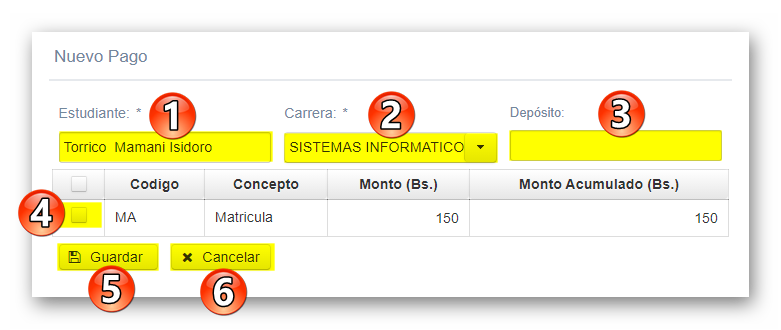 Nuevo Pago
Estudiante: * 1 Carrera: * 2 Depósito: 3
Torrico Mamani Isidoro SISTEMAS INFORMATICO
Codigo Concepto Monto (Bs.) Monto Acumulado (Bs.)
4 MA Matricula 150 150
Guardar Cancelar
5 6